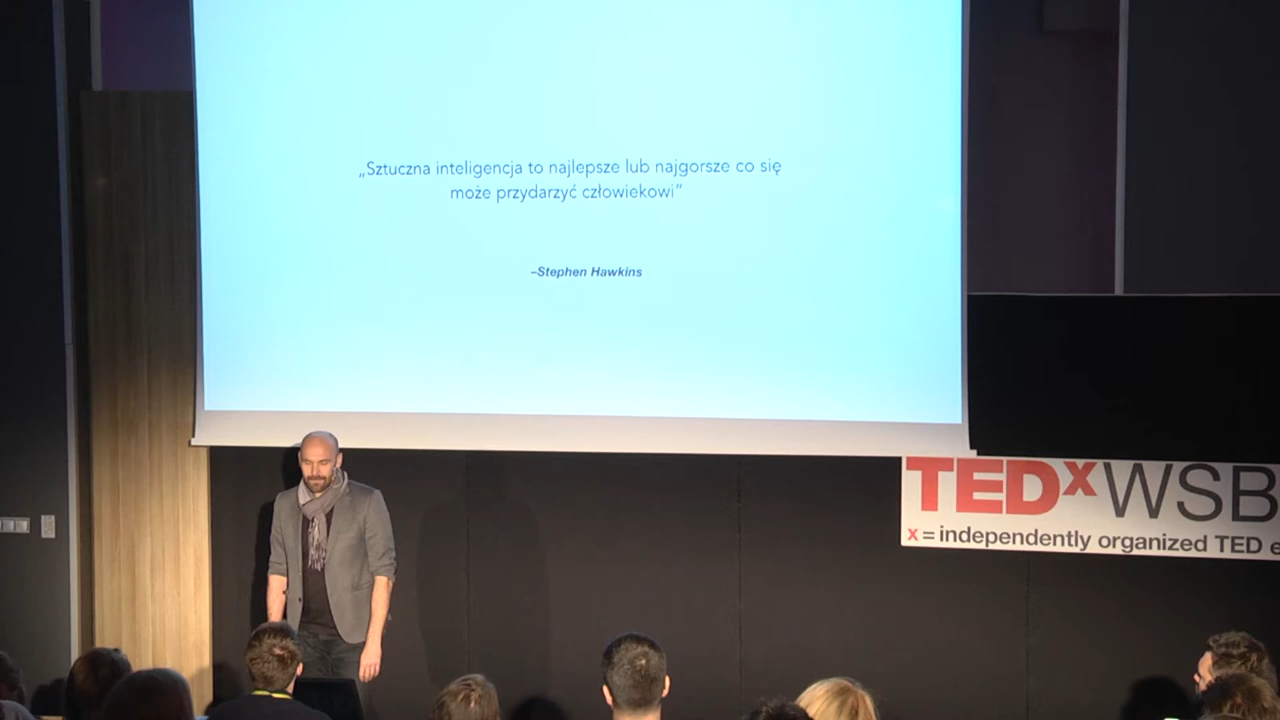 „Sztuczna inteligencja to najlepsze lub najgorsze co się
może przydarzyć człowiekowi”
–Stephen Hawkins
TEDxWSB
x = independently organized TED e